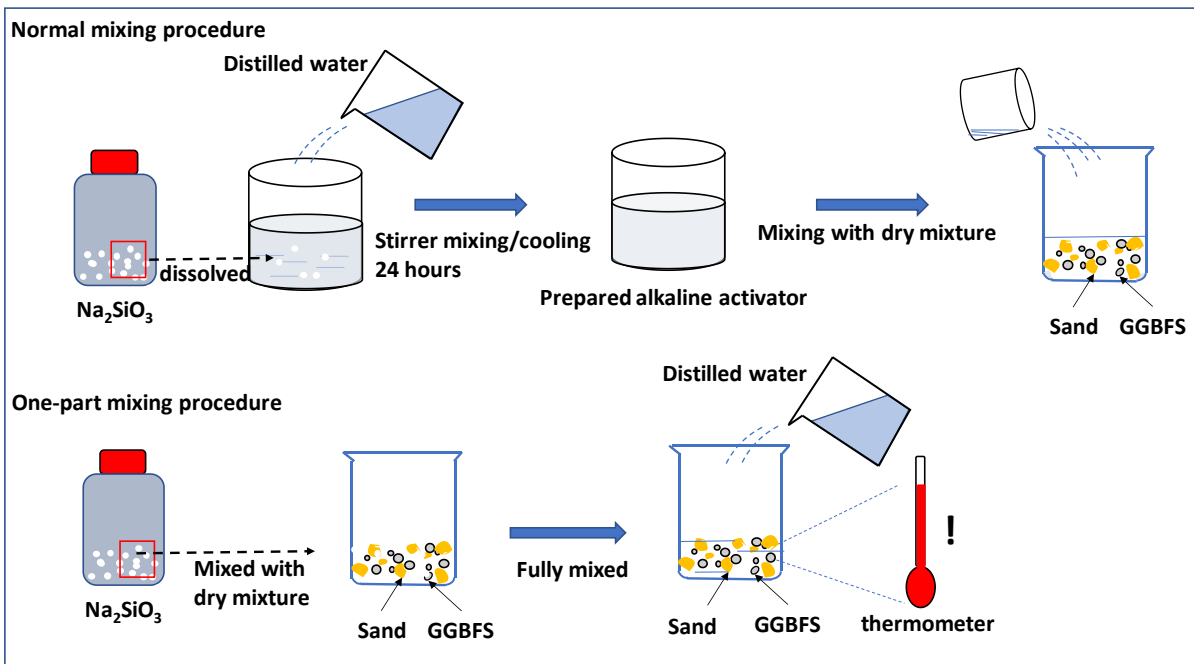 Normal mixing procedure
Distilled water
dissolved
Na₂SiO₃
Stirrer mixing/cooling
24 hours
Prepared alkaline activator
Mixing with dry mixture
Sand
GGBFS
One-part mixing procedure
Distilled water
Na₂SiO₃
Mixed with
dry mixture
Sand
GGBFS
Fully mixed
Sand
GGBFS
!
thermometer